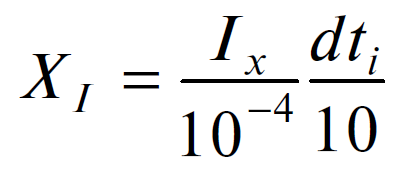 X_I = \frac{I_x}{10^{-4}} \frac{dt_i}{10}